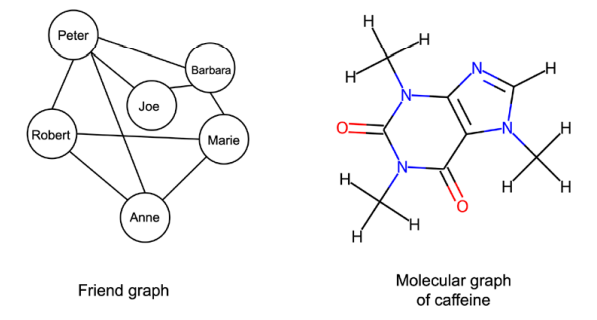 Peter
Barbara
Joe
Robert
Marie
Anne
Friend graph
H
H
H
N
N
H
O
N
H
N
H
H
H
O
H
H
Molecular graph
of caffeine